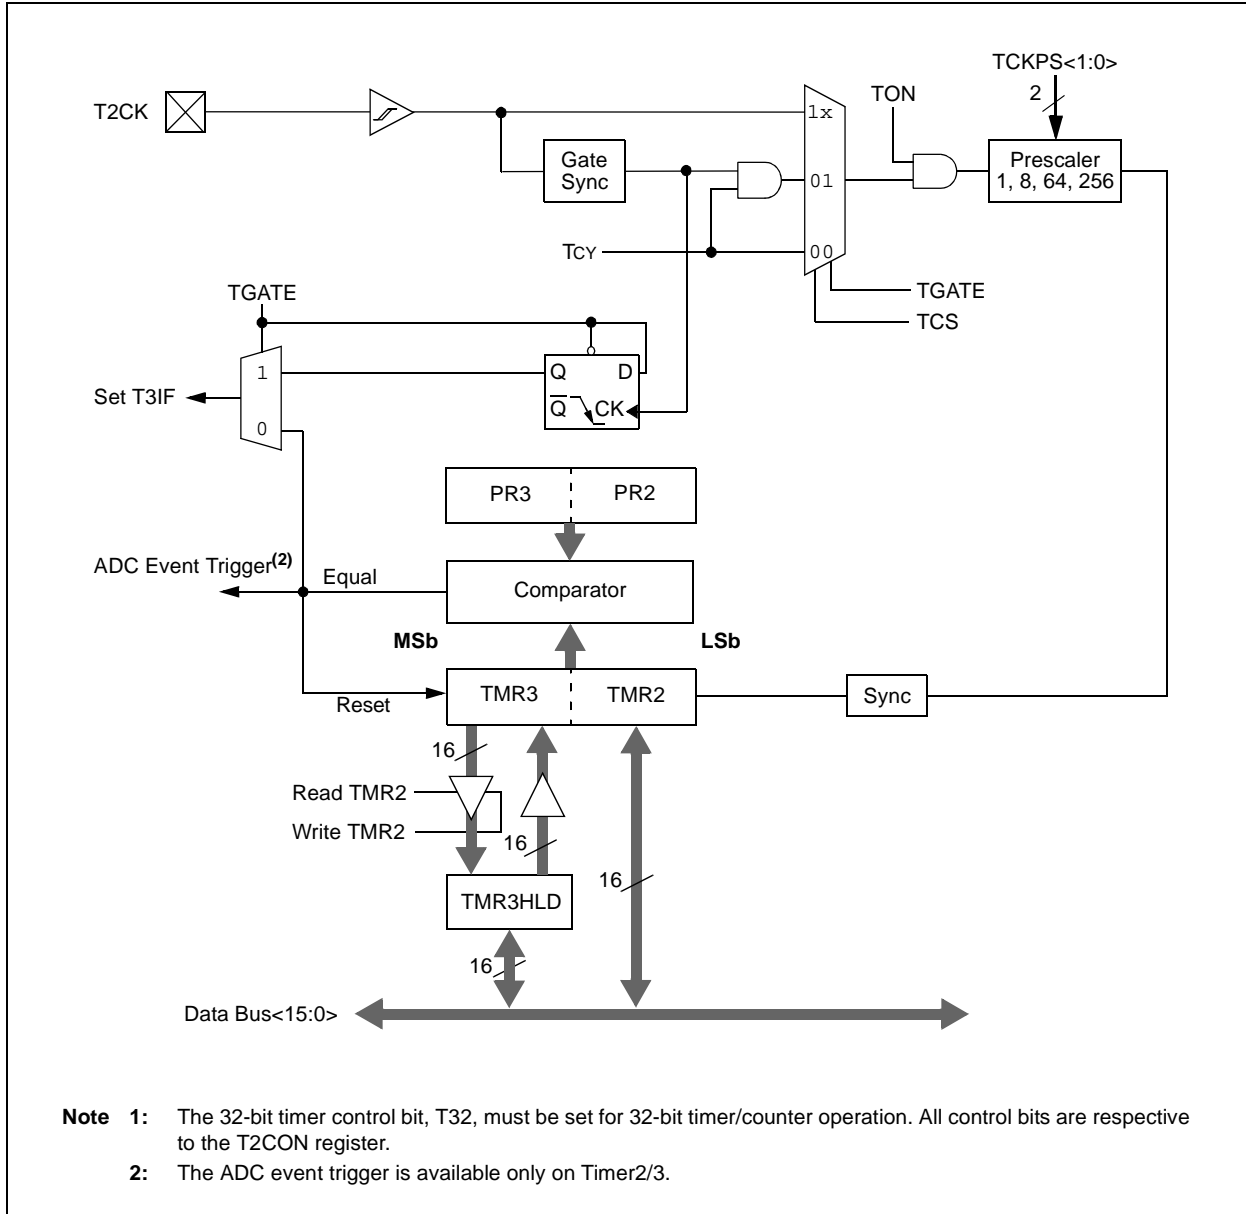 TCKPS<1:0>
2
TON
T2CK
1x
Prescaler
1, 8, 64, 256
Gate
Sync
01
TCY
00
TGATE
TCS
TGATE
1
Q D
Set T3IF
Q CK
0
PR3 PR2
ADC Event Trigger(2)
Equal
Comparator
MSb LSb
TMR3 TMR2
Sync
Reset
16
Read TMR2
Write TMR2
16
16
TMR3HLD
16
Data Bus<15:0>
Note 1: The 32-bit timer control bit, T32, must be set for 32-bit timer/counter operation. All control bits are respective
to the T2CON register.
2: The ADC event trigger is available only on Timer2/3.